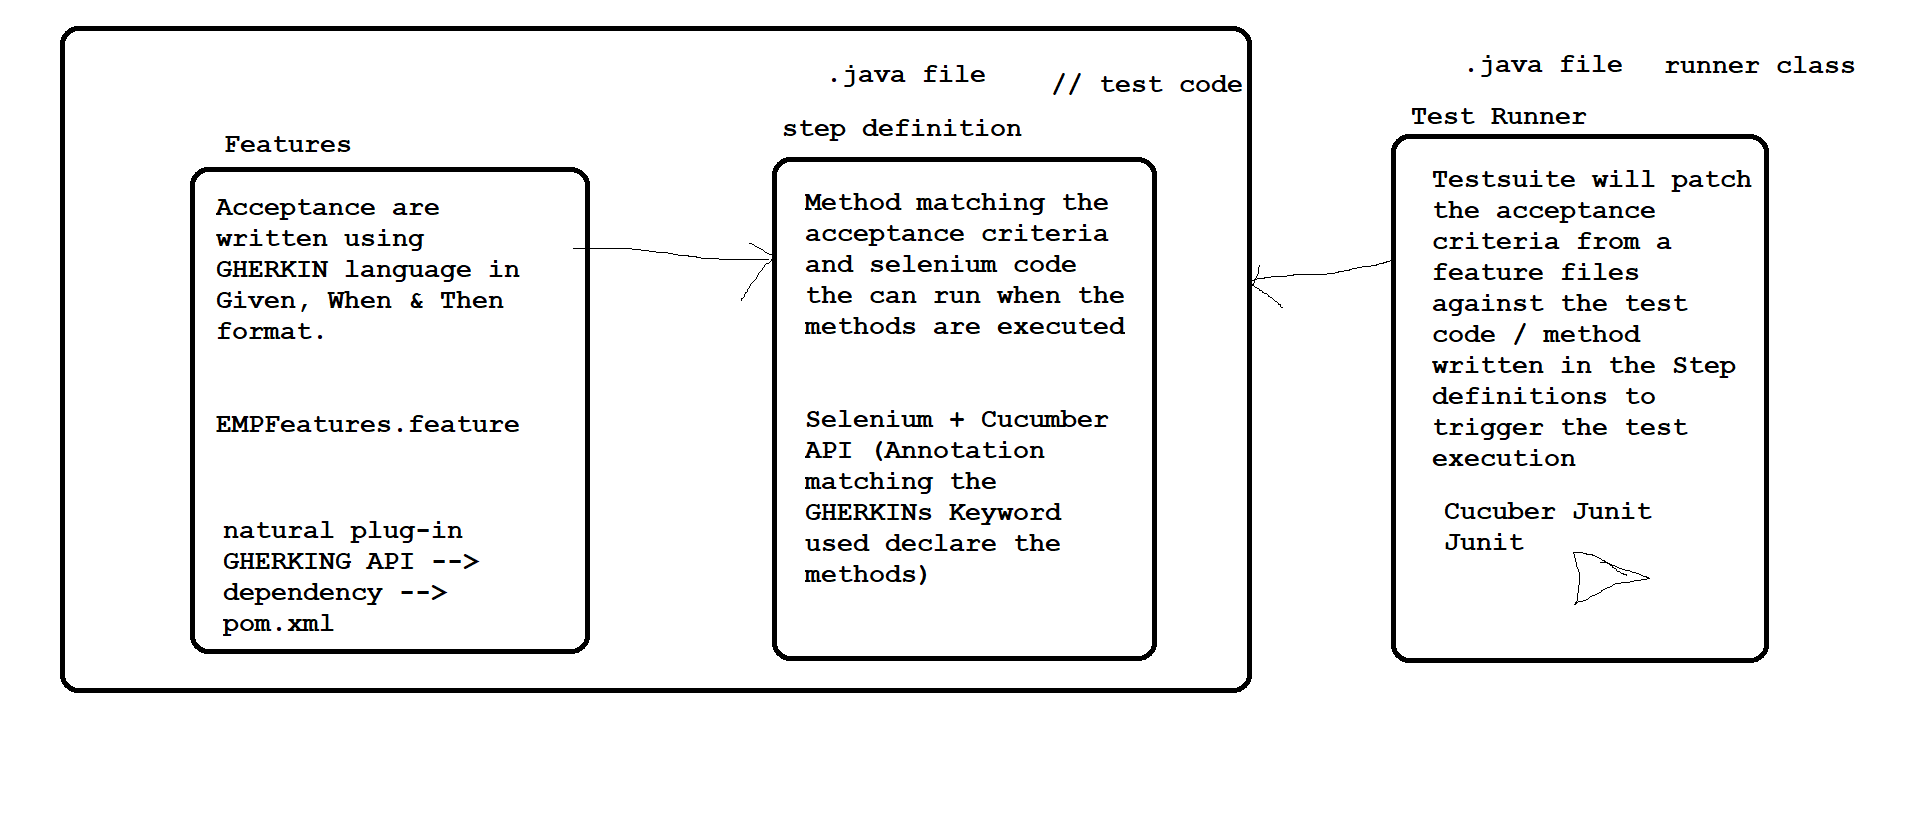 Features
Acceptance are
written using
GHERKIN language in
Given, When & Then
format.
EMPFeatures.feature
natural plug-in
GHERKING API -->
dependency -->
pom.xml
.java file
// test code
step definition
Method matching the
acceptance criteria
and selenium code
the can run when the
methods are executed
Selenium + Cucumber
API (Annotation
matching the
GHERKINs Keyword
used declare the
methods)
.java file
runner class
Test Runner
Testsuite will patch
the acceptance
criteria from a
feature files
against the test
code / method
written in the Step
definitions to
trigger the test
execution
Cucuber Junit
Junit